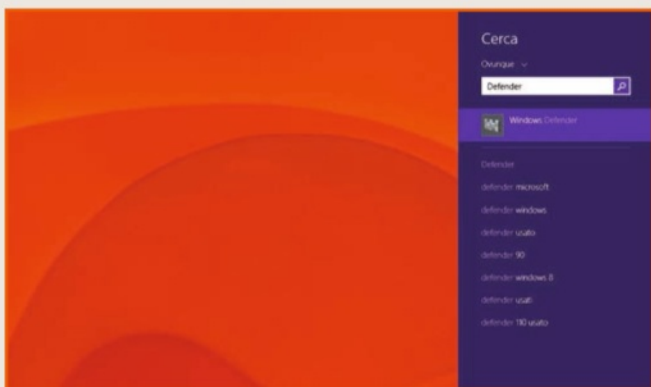 Cerca
Ovunque
Defender
Windows Defender
Defender
defender microsoft
defender windows
defender usato
defender 90
defender windows 8
defender usati
defender 110 usato